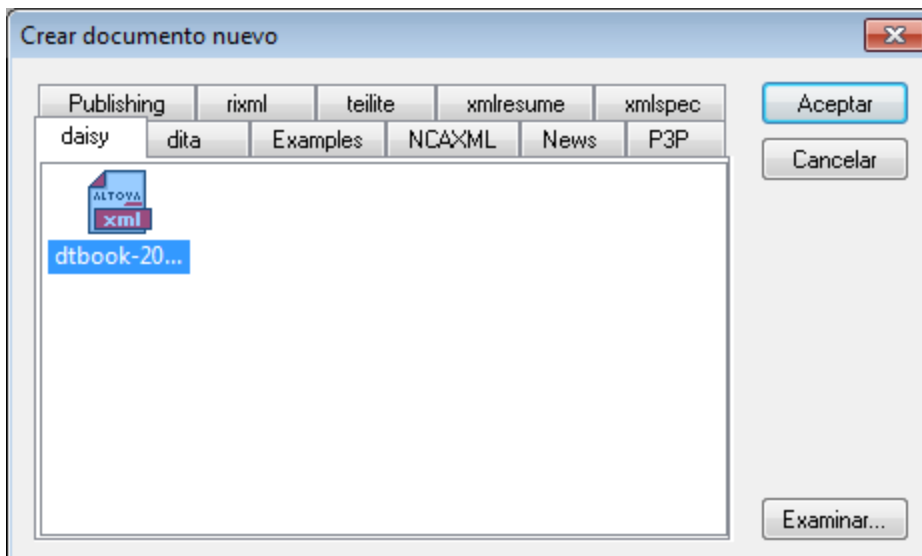 Crear documento nuevo
Publishing rixml teilite xmlresume xmlspec
Aceptar
daisy dita Examples NCAXML News P3P
Cancelar
ALTOVA
xml
dtbook-20...
Examinar...